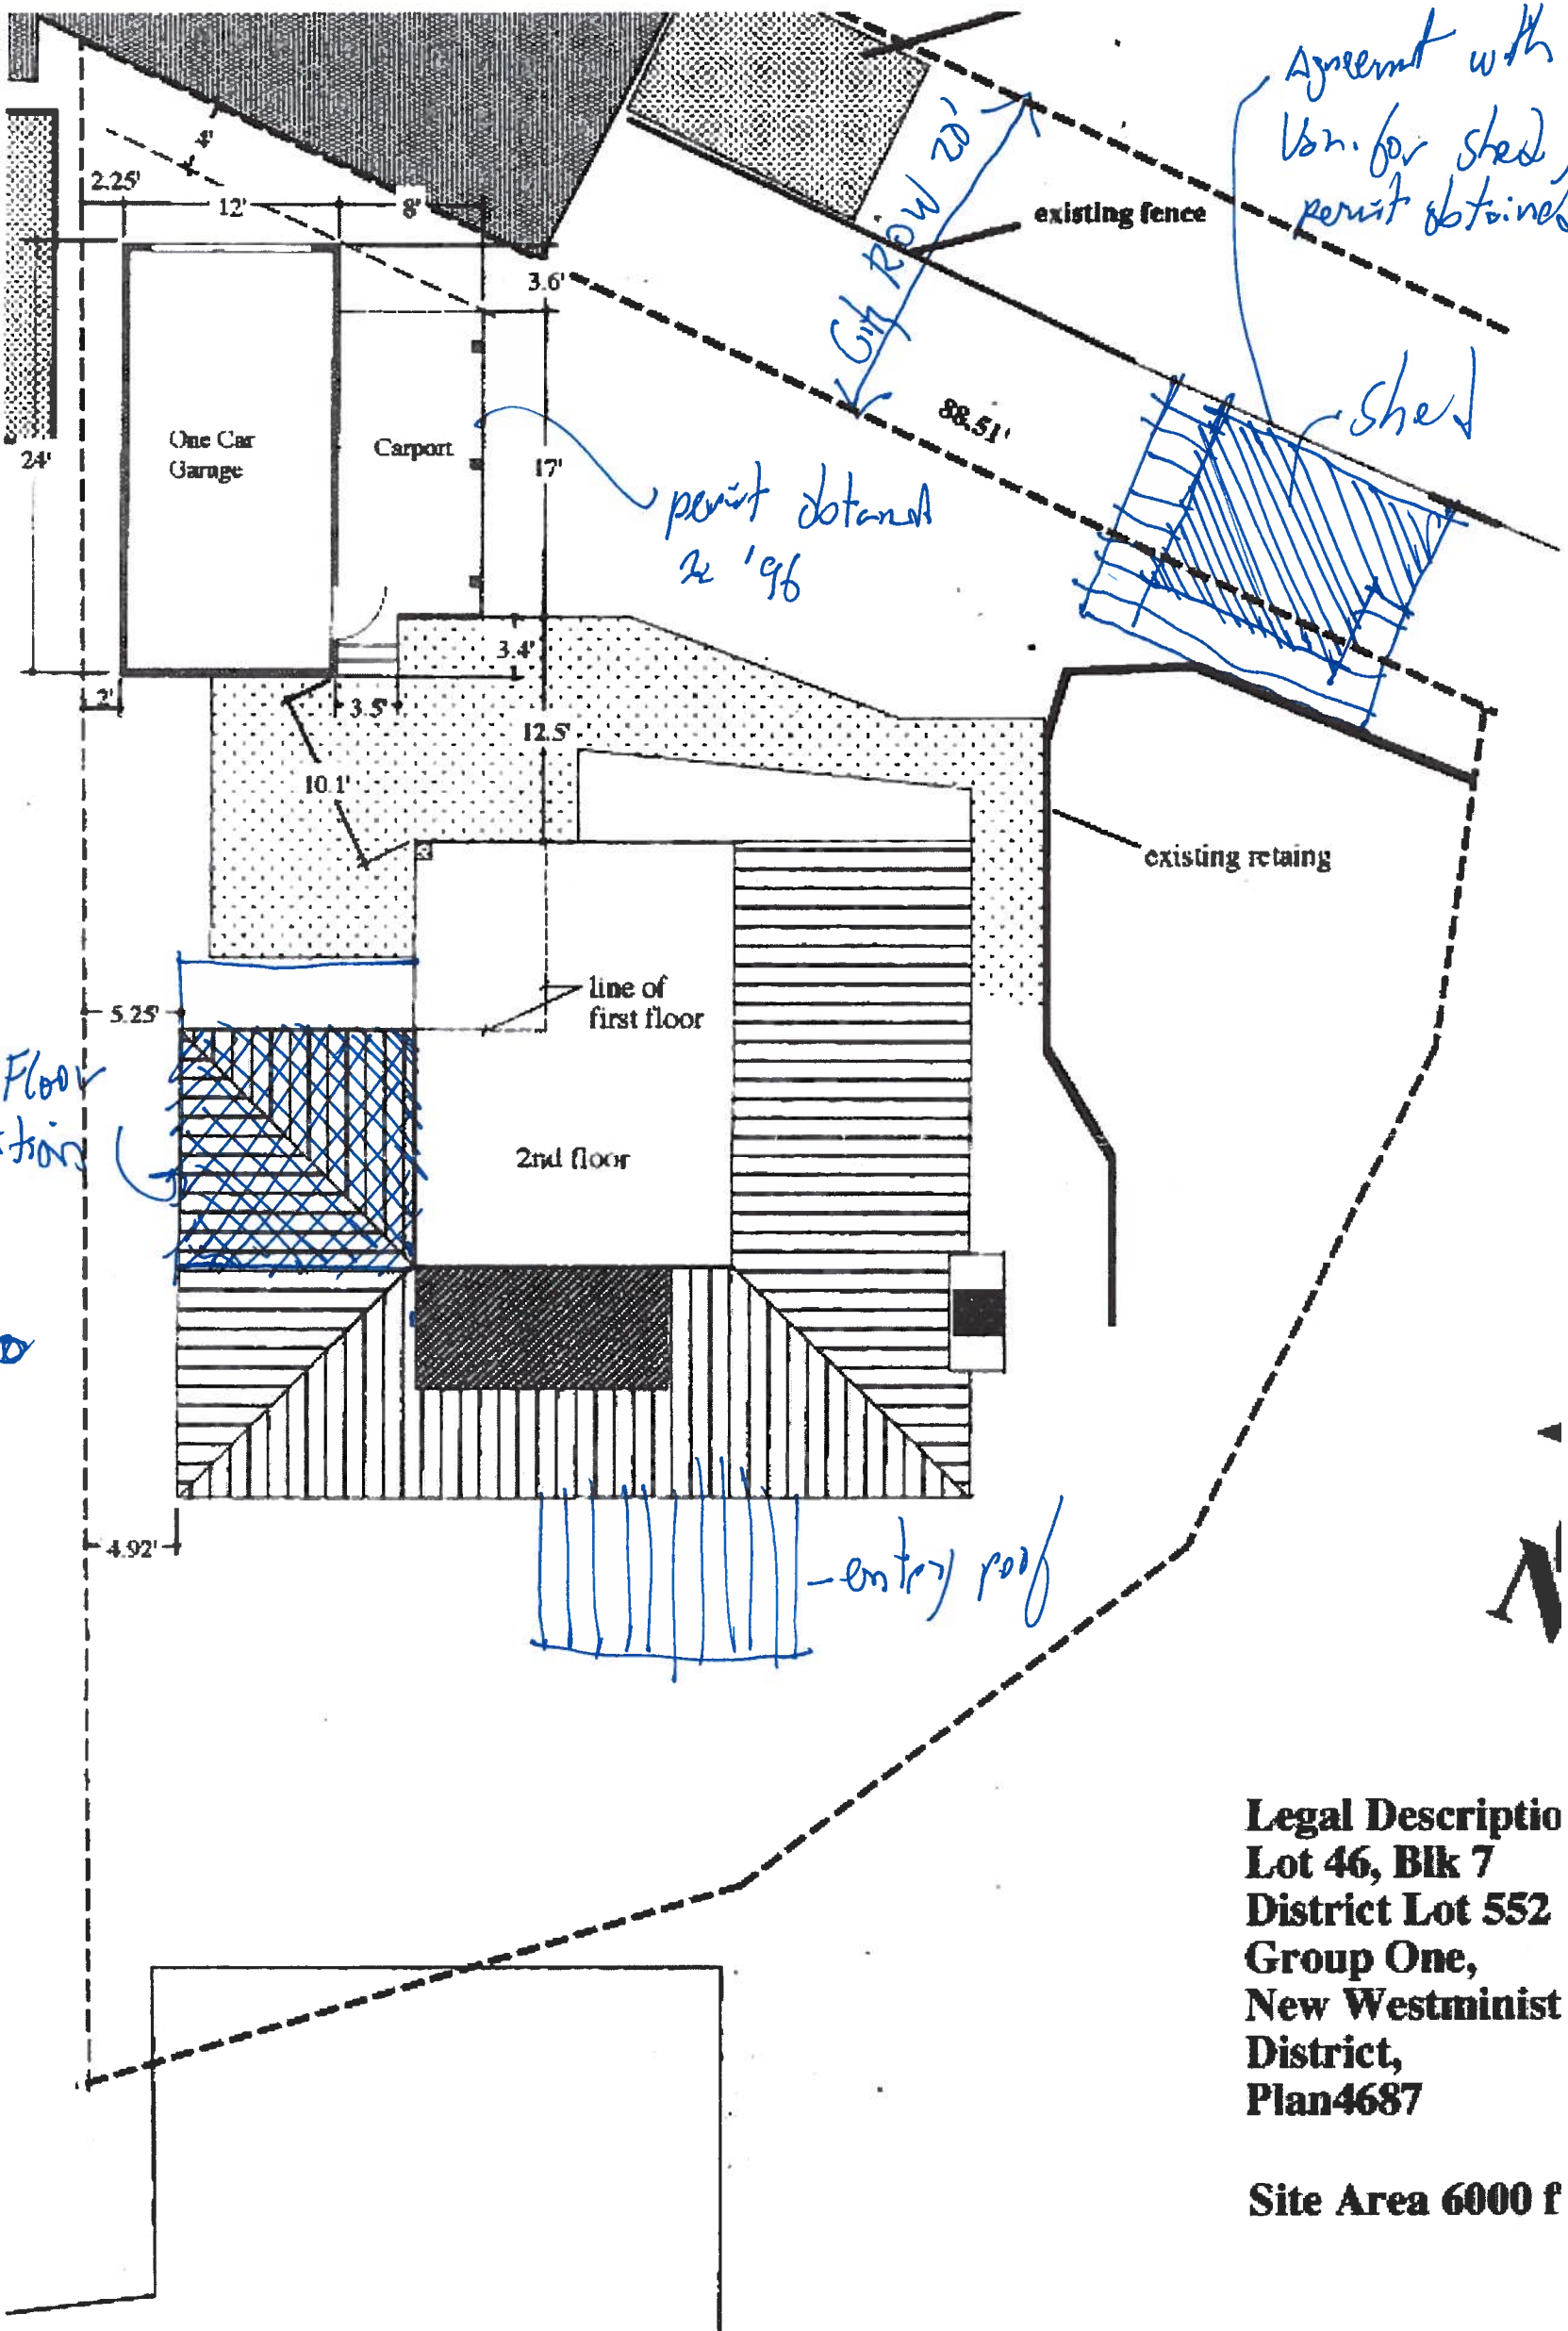 Agreemnt with
Van. for shed,
permit obtained
4'
2.25'
12'
8'
City ROW 20'
existing fence
3.6'
88.51'
shed
One Car
Garage
Carport
24'
17'
permit obtained
'96
3.4'
2'
3.5'
12.5'
10.1'
existing retaing
line of
first floor
5.25'
Floor
2nd floor
4.92'
entry roof
N
Legal Descriptio
Lot 46, Blk 7
District Lot 552
Group One,
New Westminist
District,
Plan4687
Site Area 6000 f